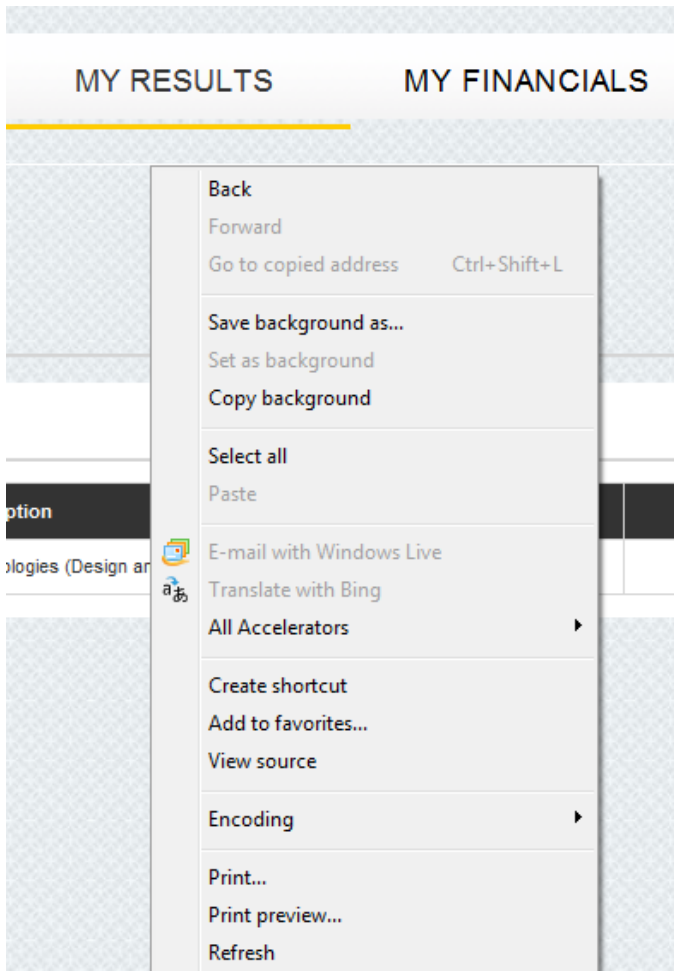 MY RESULTS MY FINANCIALS
Back
Forward
Go to copied address Ctrl+Shift+L
Save background as...
Set as background
Copy background
Select all
Paste
ption
E-mail with Windows Live
ologies (Design an
Translate with Bing
All Accelerators
Create shortcut
Add to favorites...
View source
Encoding
Print...
Print preview...
Refresh